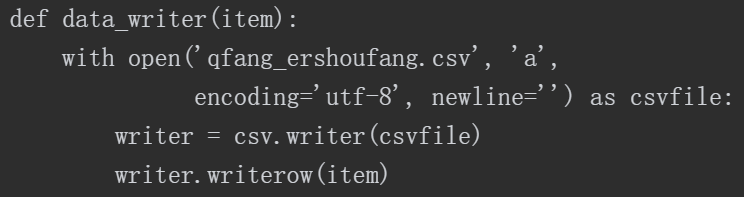 def data_writer(item):
    with open('qfang_ershoufang.csv', 'a',
              encoding='utf-8', newline='') as csvfile:
        writer = csv.writer(csvfile)
        writer.writerow(item)